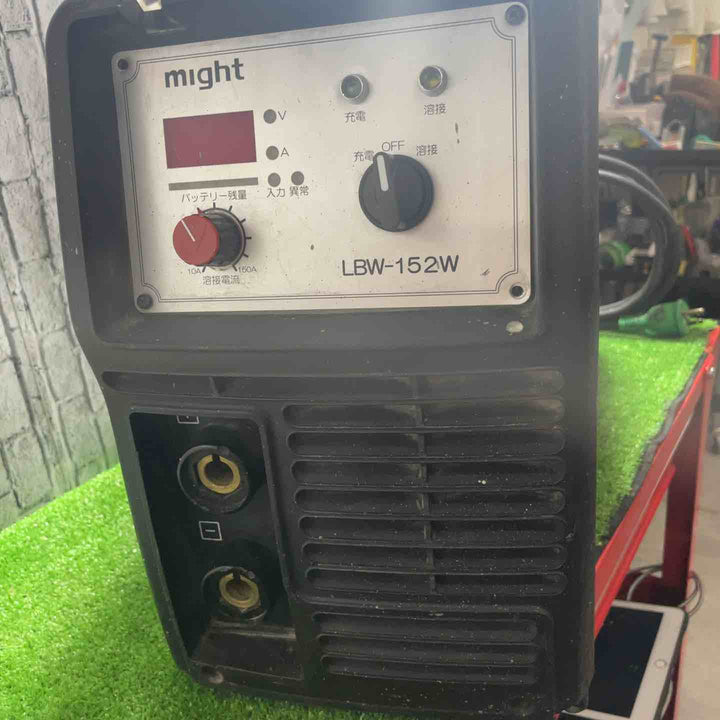 might
V
A
充電
溶接
充電 OFF 溶接
バッテリー残量
入力 異常
10A
150A
溶接電流
LBW-152W
−